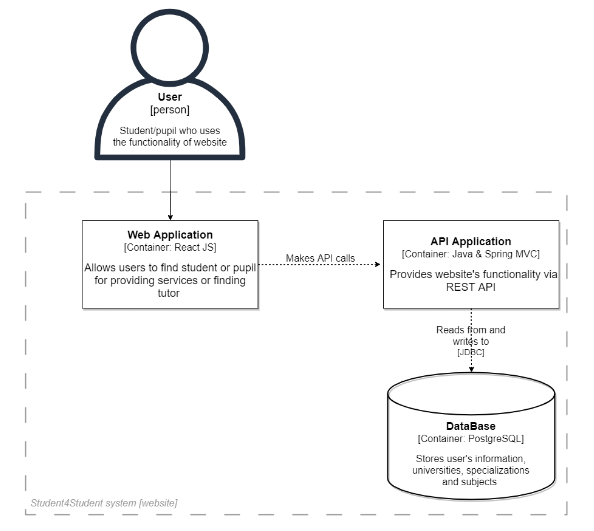 User
[person]
Student/pupil who uses
the functionality of website
Web Application
[Container: React JS]
Allows users to find student or pupil
for providing services or finding
tutor
Makes API calls
API Application
[Container: Java & Spring MVC]
Provides website's functionality via
REST API
Reads from and
writes to
[JDBC]
DataBase
[Container: PostgreSQL]
Stores user's information,
universities, specializations
and subjects
Student4Student system [website]